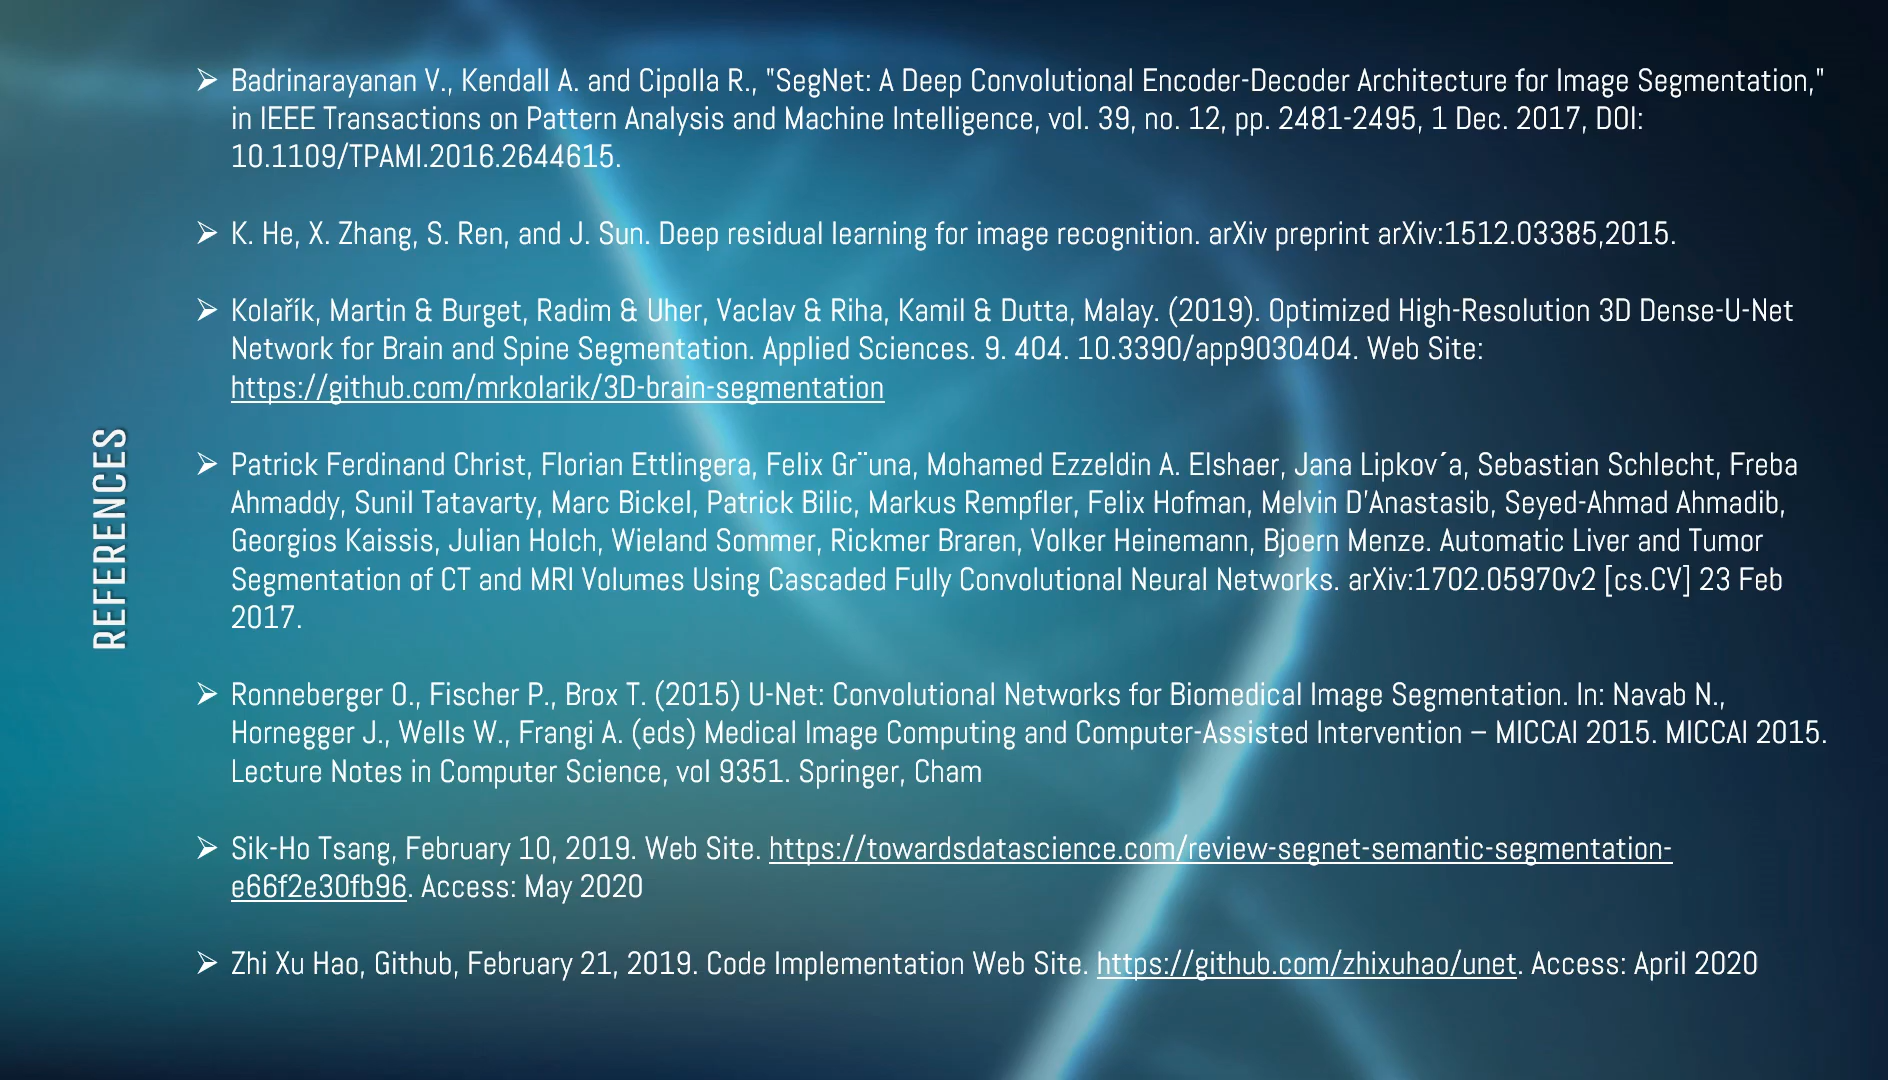 REFERENCES
➢ Badrinarayanan V., Kendall A. and Cipolla R., "SegNet: A Deep Convolutional Encoder-Decoder Architecture for Image Segmentation,"
in IEEE Transactions on Pattern Analysis and Machine Intelligence, vol. 39, no. 12, pp. 2481-2495, 1 Dec. 2017, DOI:
10.1109/TPAMI.2016.2644615.
➢ K. He, X. Zhang, S. Ren, and J. Sun. Deep residual learning for image recognition. arXiv preprint arXiv:1512.03385,2015.
➢ Kolařík, Martin & Burget, Radim & Uher, Vaclav & Riha, Kamil & Dutta, Malay. (2019). Optimized High-Resolution 3D Dense-U-Net
Network for Brain and Spine Segmentation. Applied Sciences. 9. 404. 10.3390/app9030404. Web Site:
https://github.com/mrkolarik/3D-brain-segmentation
➢ Patrick Ferdinand Christ, Florian Ettlingera, Felix Gr¨una, Mohamed Ezzeldin A. Elshaer, Jana Lipkov´a, Sebastian Schlecht, Freba
Ahmaddy, Sunil Tatavarty, Marc Bickel, Patrick Bilic, Markus Rempfler, Felix Hofman, Melvin D'Anastasib, Seyed-Ahmad Ahmadib,
Georgios Kaissis, Julian Holch, Wieland Sommer, Rickmer Braren, Volker Heinemann, Bjoern Menze. Automatic Liver and Tumor
Segmentation of CT and MRI Volumes Using Cascaded Fully Convolutional Neural Networks. arXiv:1702.05970v2 [cs.CV] 23 Feb
2017.
➢ Ronneberger O., Fischer P., Brox T. (2015) U-Net: Convolutional Networks for Biomedical Image Segmentation. In: Navab N.,
Hornegger J., Wells W., Frangi A. (eds) Medical Image Computing and Computer-Assisted Intervention – MICCAI 2015. MICCAI 2015.
Lecture Notes in Computer Science, vol 9351. Springer, Cham
➢ Sik-Ho Tsang, February 10, 2019. Web Site. https://towardsdatascience.com/review-segnet-semantic-segmentation-
e66f2e30fb96. Access: May 2020
➢ Zhi Xu Hao, Github, February 21, 2019. Code Implementation Web Site. https://github.com/zhixuhao/unet. Access: April 2020